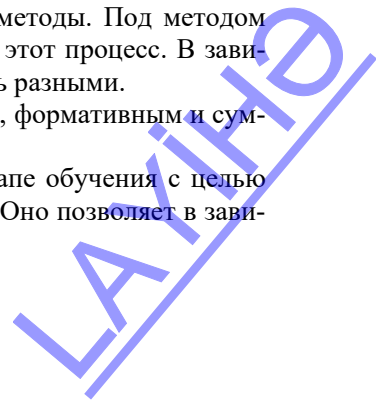 методы. Под методом
этот процесс. В зави-
ь разными.
, формативным и сум-
апе обучения с целью
Оно позволяет в зави-
LAYİHƏ